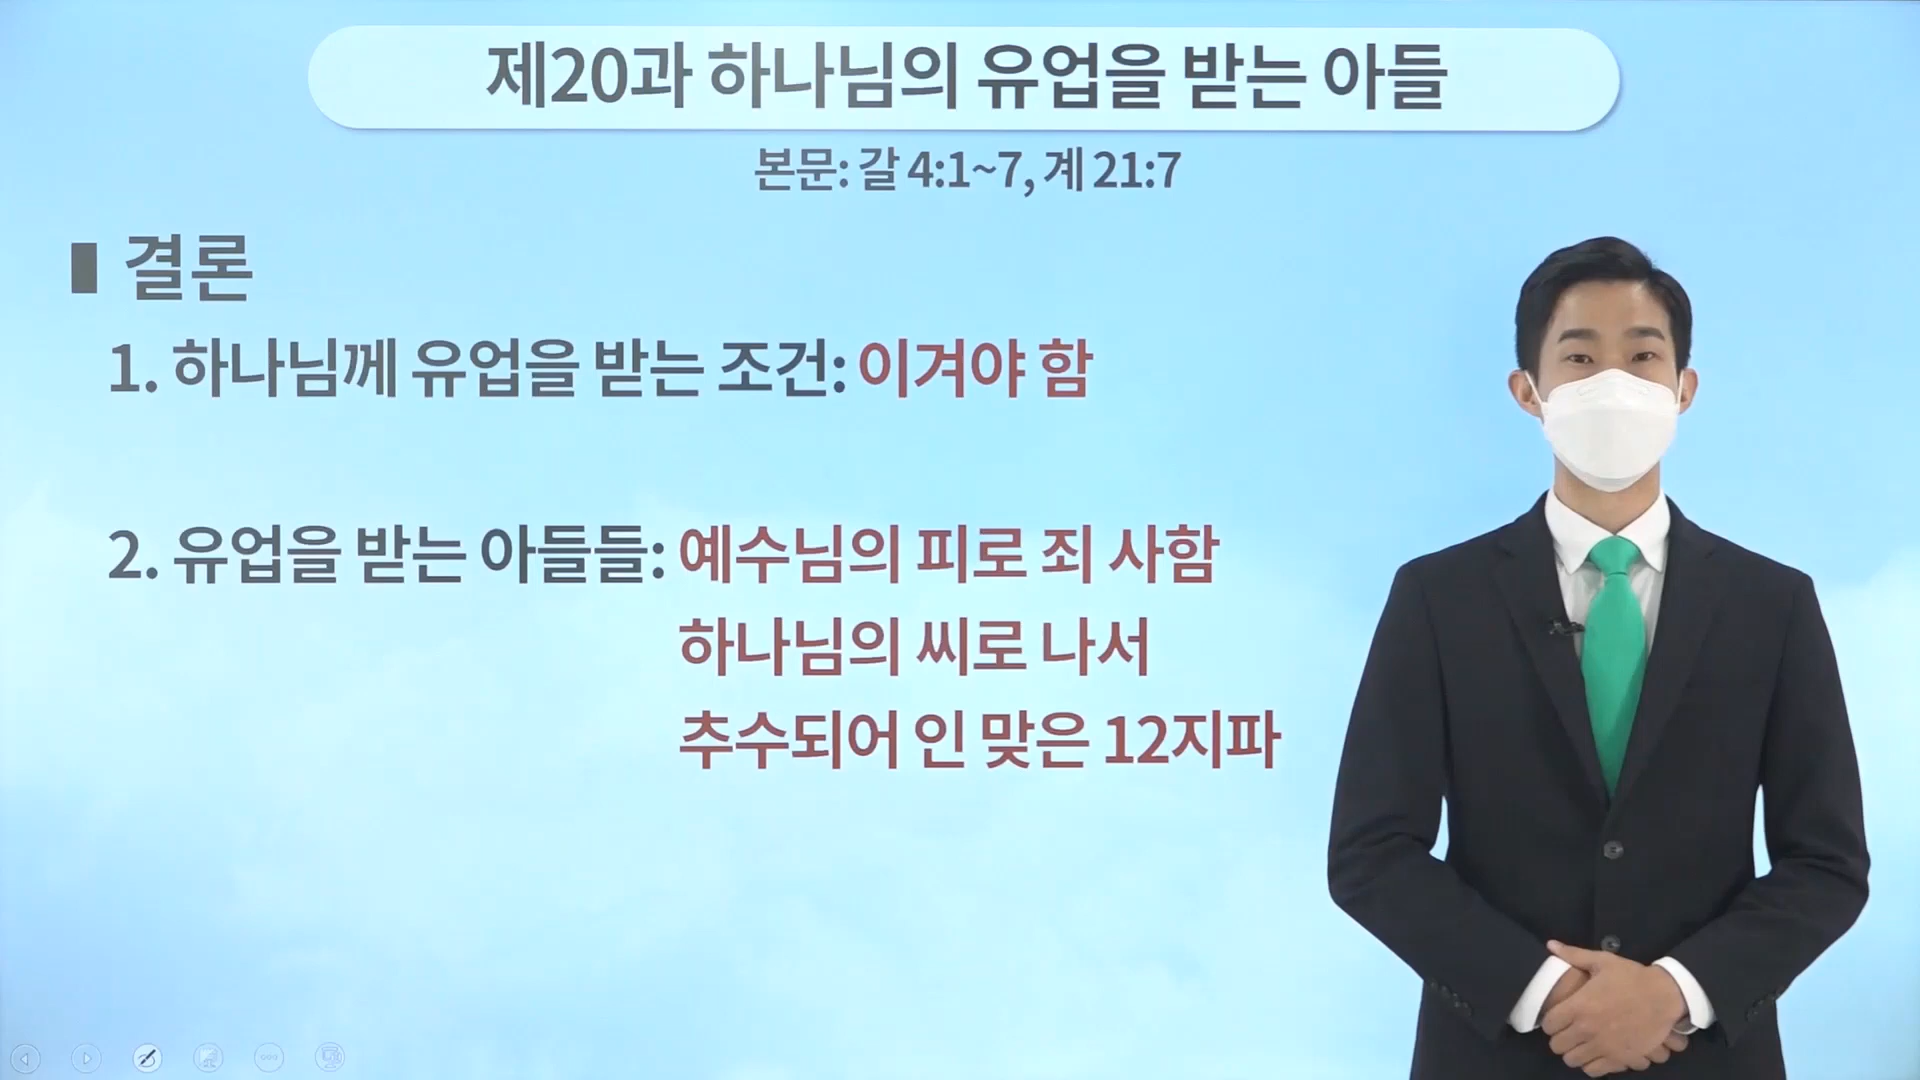 제20과 하나님의 유업을 받는 아들
본문: 갈 4:1~7, 계 21:7
결론
1. 하나님께 유업을 받는 조건: 이겨야 함
2. 유업을 받는 아들들: 예수님의 피로 죄 사함
하나님의 씨로 나서
추수되어 인 맞은 12지파